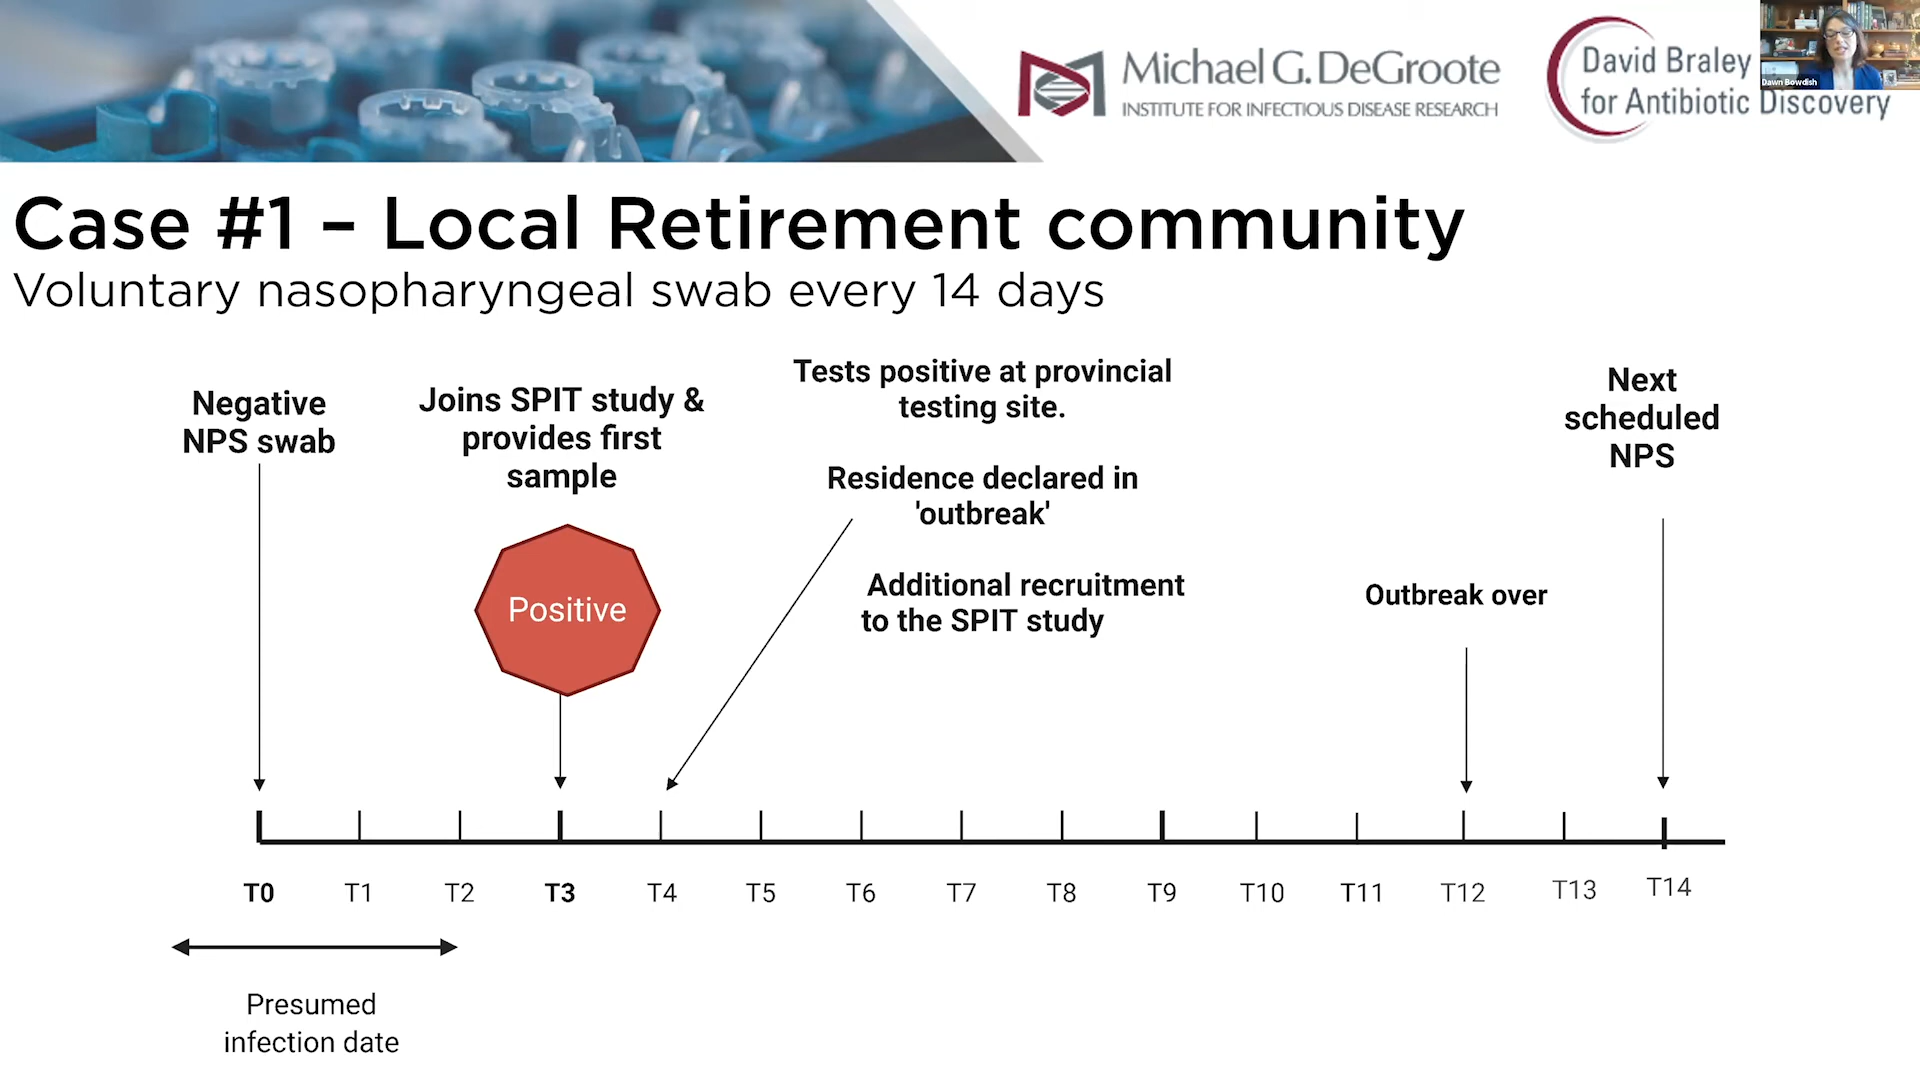 Michael G. DeGroote
INSTITUTE FOR INFECTIOUS DISEASE RESEARCH
David Braley
for Antibiotic Discovery
Dawn Bowdish
Case #1 – Local Retirement community
Voluntary nasopharyngeal swab every 14 days
Negative
NPS swab
Joins SPIT study &
provides first
sample
Positive
Tests positive at provincial
testing site.
Residence declared in
'outbreak'
Additional recruitment
to the SPIT study
Outbreak over
Next
scheduled
NPS
T0 T1 T2 T3 T4 T5 T6 T7 T8 T9 T10 T11 T12 T13 T14
Presumed
infection date